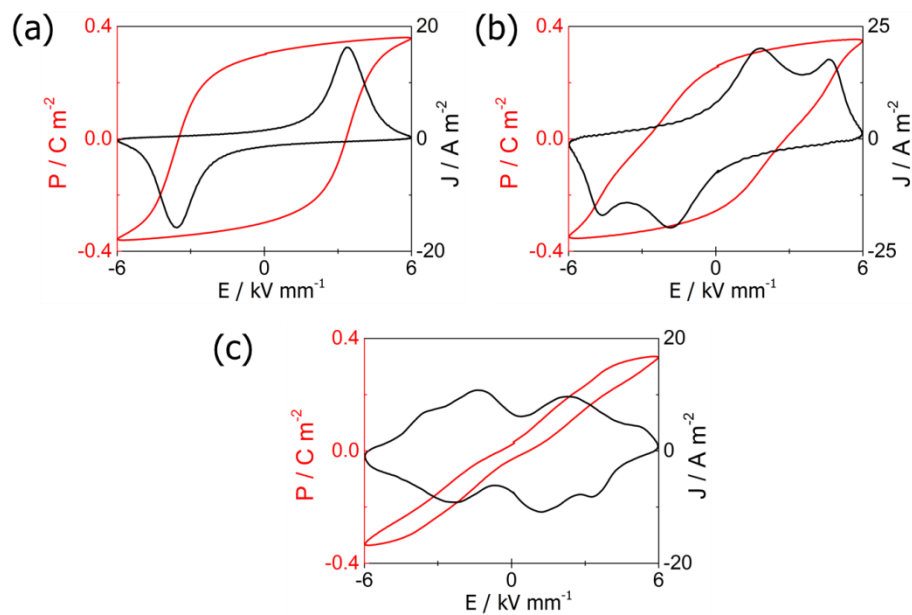 (a)
0.4
0.0
-0.4
P / C m⁻²
20
0
-20
J / A m⁻²
-6
0
6
E / kV mm⁻¹
(b)
0.4
0.0
-0.4
P / C m⁻²
25
0
-25
J / A m⁻²
-6
0
6
E / kV mm⁻¹
(c)
0.4
0.0
-0.4
P / C m⁻²
20
0
-20
J / A m⁻²
-6
0
6
E / kV mm⁻¹